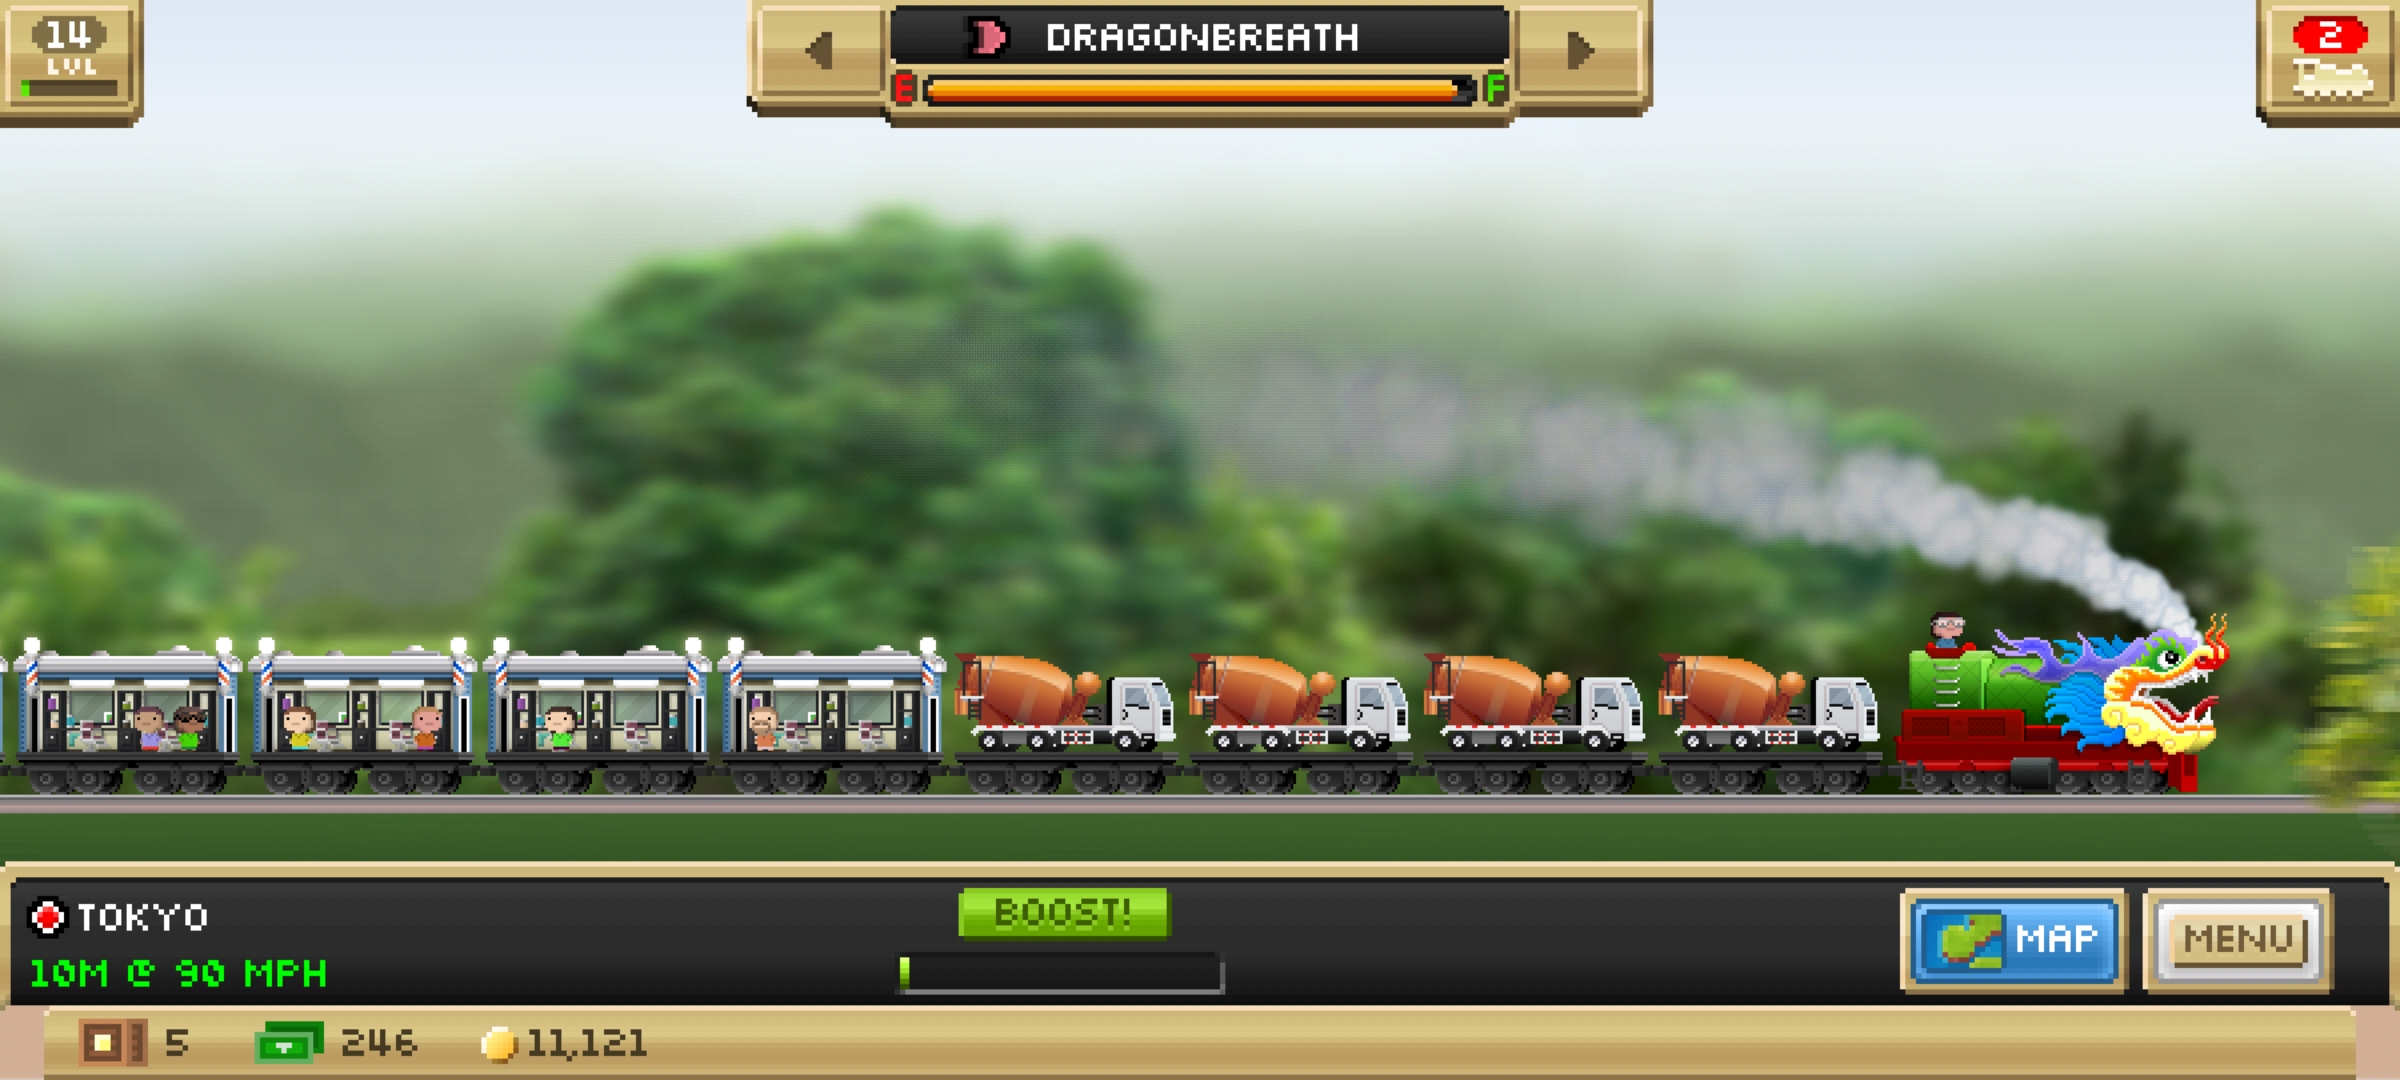 14
LVL
DRAGONBREATH
E F
2
TOKYO
10M @ 90 MPH
BOOST!
MAP
MENU
5
246
11,121